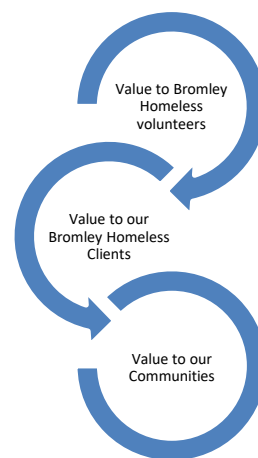 Value to Bromley
Homeless
volunteers
Value to our
Bromley Homeless
Clients
Value to our
Communities